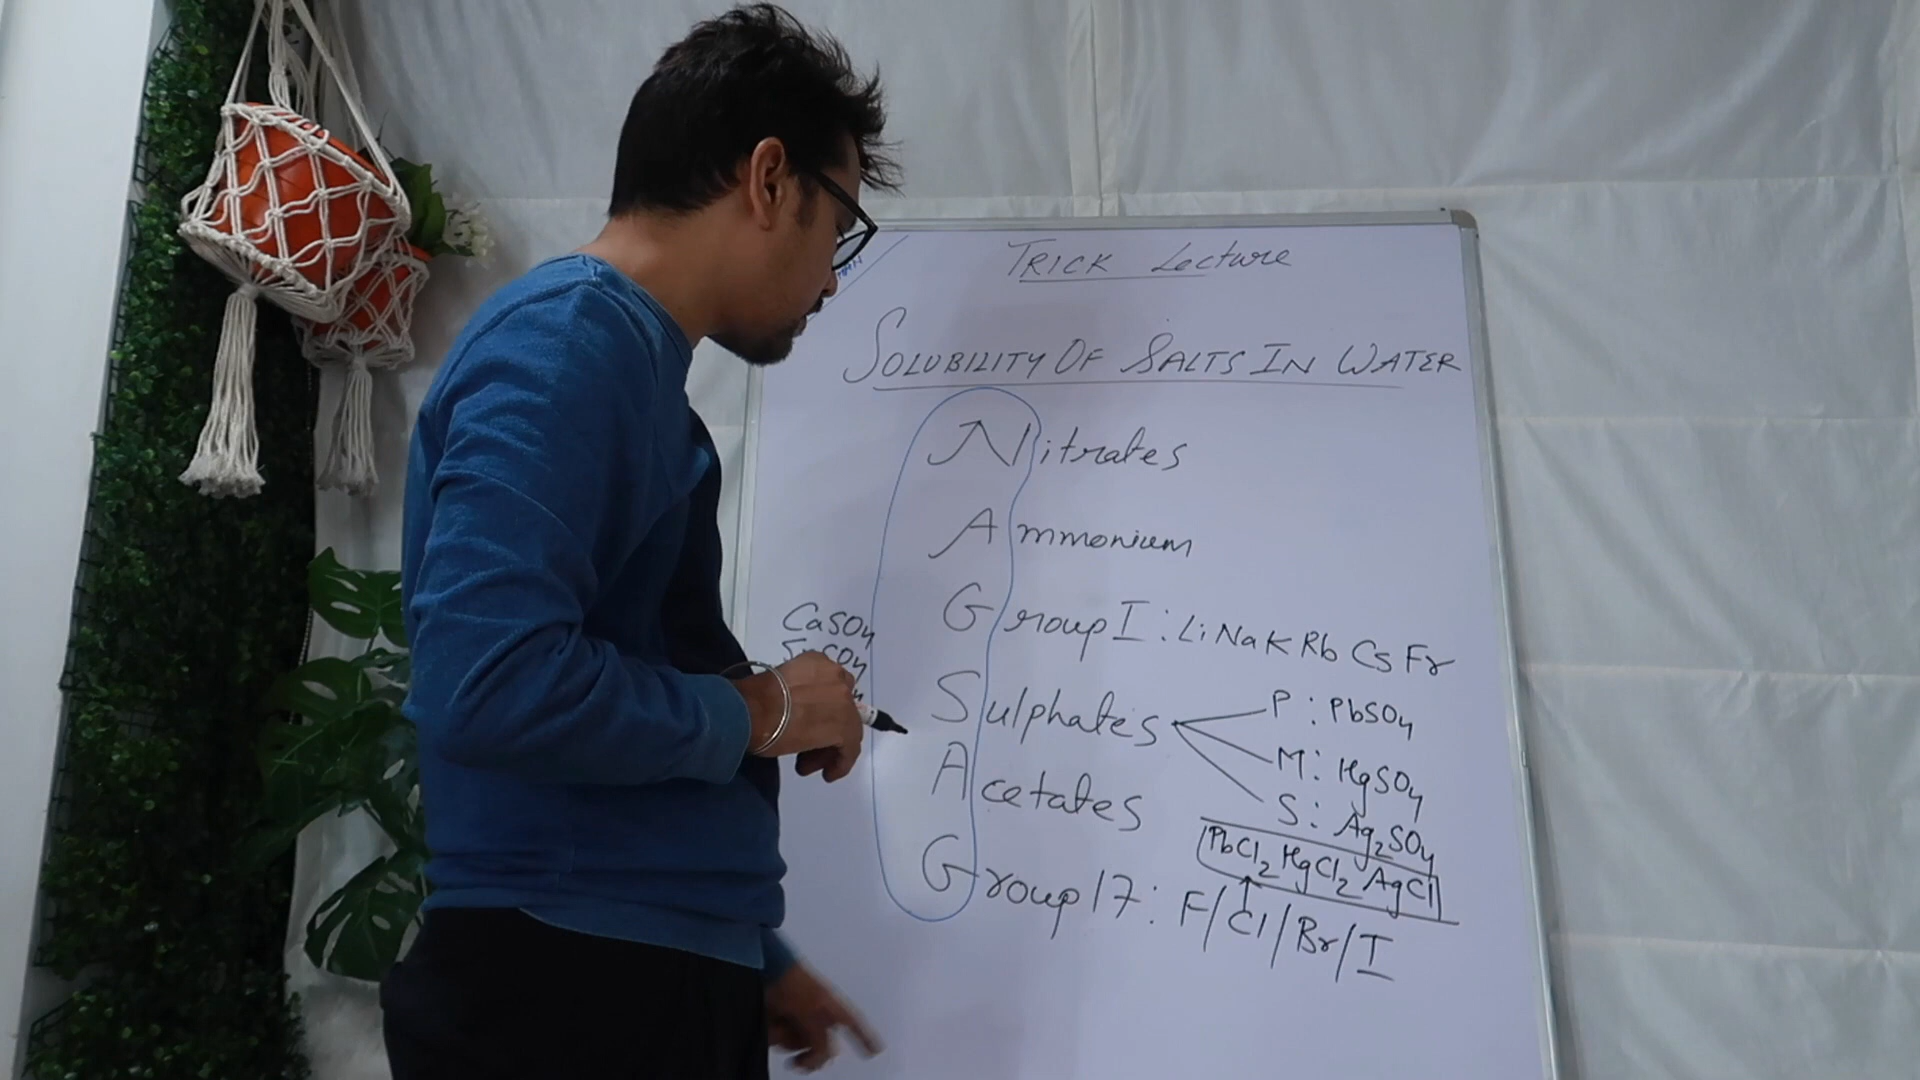 TRICK Lecture
SOLUBILITY OF SALTS IN WATER
Nitrates
Ammonium
Group I : Li Na K Rb Cs Fr
CaSO4
Sulphates
P : PbSO4
M : HgSO4
S : Ag2SO4
Acetates
PbCl2 HgCl2 AgCl
Group 17 : F/Cl/Br/I